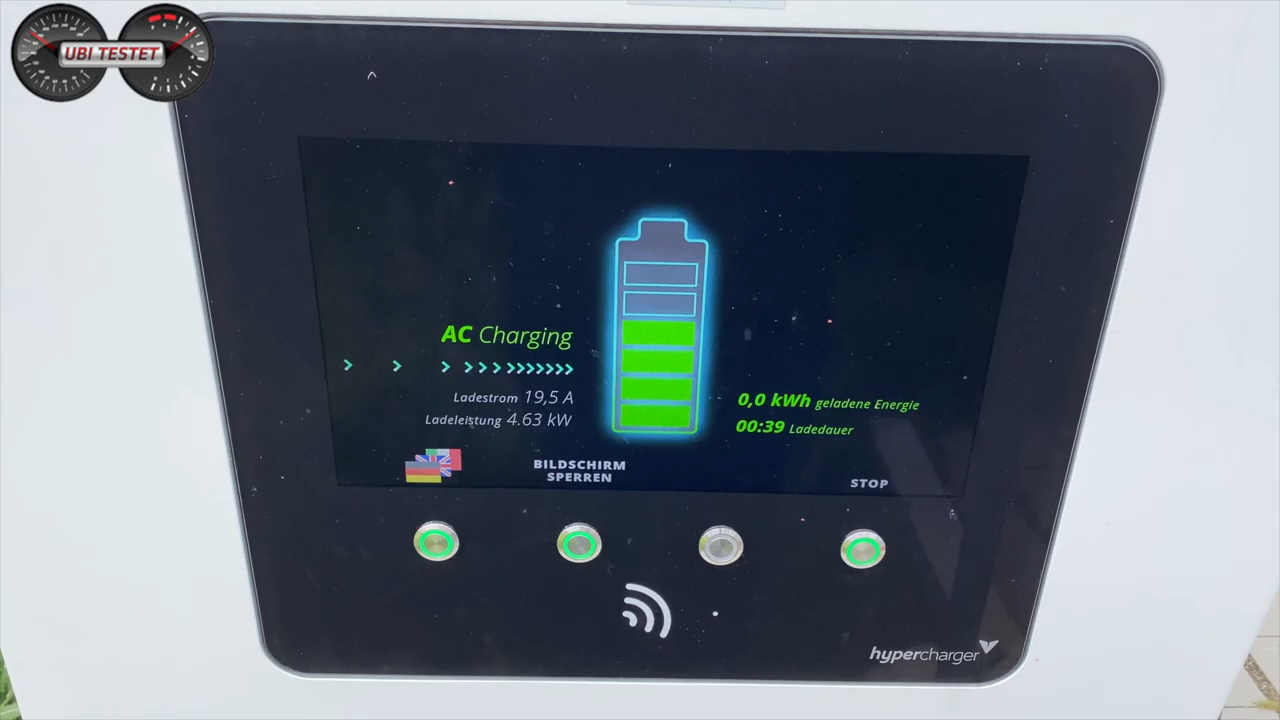 UBI TESTET
AC Charging
Ladestrom 19,5 A
Ladeleistung 4.63 kW
0,0 kWh geladene Energie
00:39 Ladedauer
BILDSCHIRM
SPERREN
STOP
hypercharger